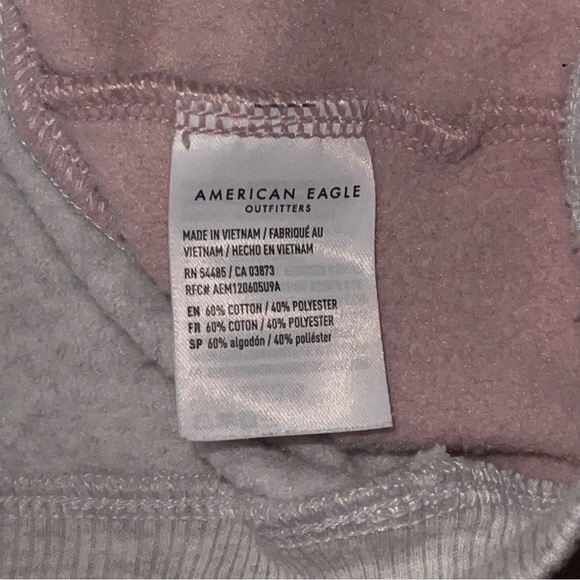 AMERICAN EAGLE
OUTFITTERS
MADE IN VIETNAM / FABRIQUÉ AU
VIETNAM / HECHO EN VIETNAM
RN 54485 / CA 03873
RFC# AEM120605U9A
EN 60% COTTON / 40% POLYESTER
FR 60% COTON / 40% POLYESTER
SP 60% algodón / 40% poliéster